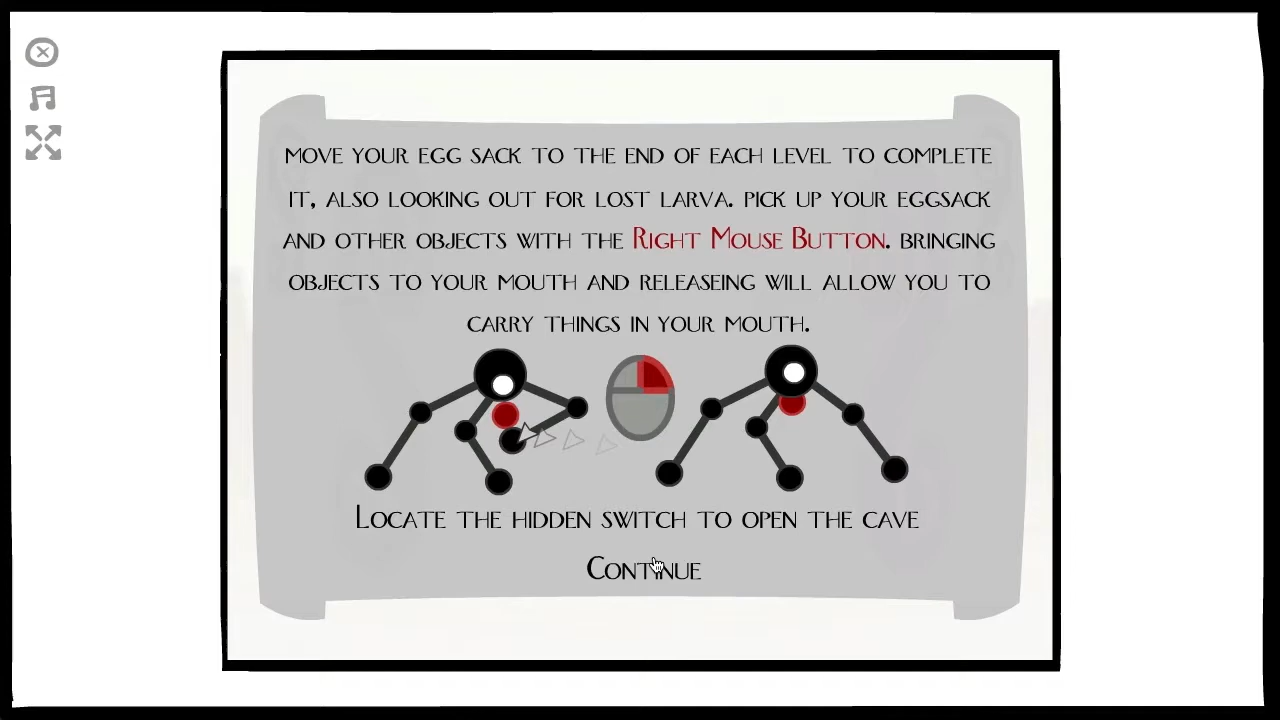 MOVE YOUR EGG SACK TO THE END OF EACH LEVEL TO COMPLETE
IT, ALSO LOOKING OUT FOR LOST LARVA. PICK UP YOUR EGGSACK
AND OTHER OBJECTS WITH THE RIGHT MOUSE BUTTON. BRINGING
OBJECTS TO YOUR MOUTH AND RELEASEING WILL ALLOW YOU TO
CARRY THINGS IN YOUR MOUTH.
LOCATE THE HIDDEN SWITCH TO OPEN THE CAVE
CONTINUE